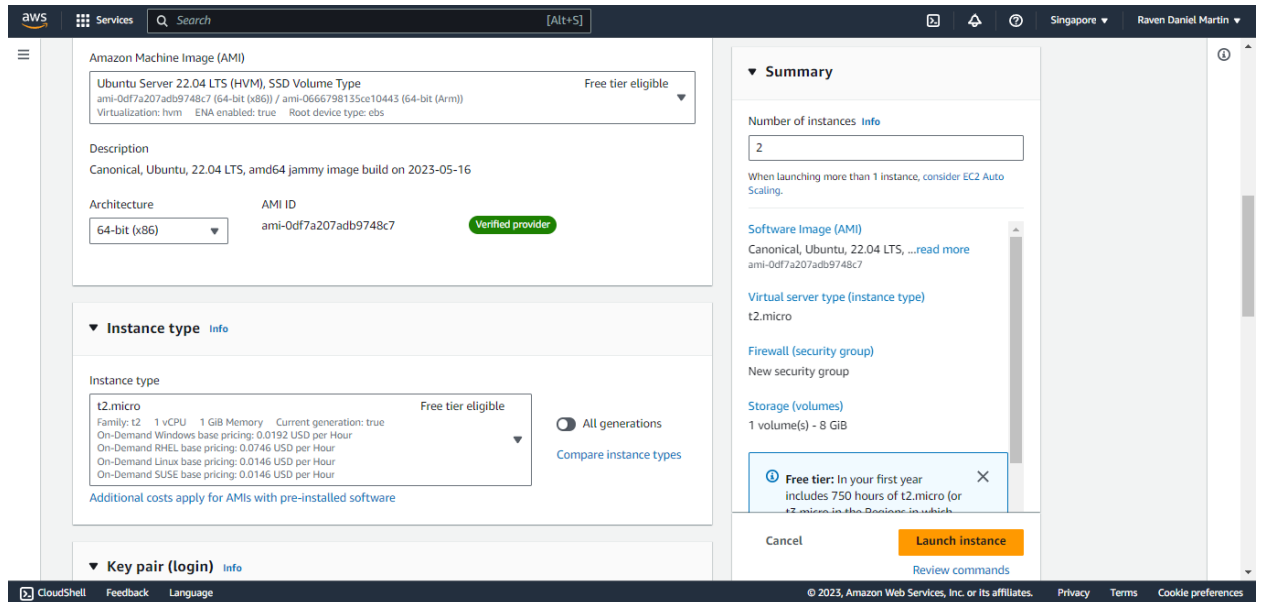 aws
Services
Search
[Alt+S]
Singapore
Raven Daniel Martin
Amazon Machine Image (AMI)
Ubuntu Server 22.04 LTS (HVM), SSD Volume Type
Free tier eligible
ami-0df7a207adb9748c7 (64-bit (x86)) / ami-0666798135ce10443 (64-bit (Arm))
Virtualization: hvm ENA enabled: true Root device type: ebs
Description
Canonical, Ubuntu, 22.04 LTS, amd64 jammy image build on 2023-05-16
Architecture
AMI ID
64-bit (x86)
ami-0df7a207adb9748c7
Verified provider
Instance type Info
Instance type
t2.micro
Free tier eligible
Family: t2 1 vCPU 1 GiB Memory Current generation: true
On-Demand Windows base pricing: 0.0192 USD per Hour
On-Demand RHEL base pricing: 0.0746 USD per Hour
On-Demand Linux base pricing: 0.0146 USD per Hour
On-Demand SUSE base pricing: 0.0146 USD per Hour
All generations
Compare instance types
Additional costs apply for AMIs with pre-installed software
Key pair (login) Info
Summary
Number of instances Info
2
When launching more than 1 instance, consider EC2 Auto
Scaling.
Software Image (AMI)
Canonical, Ubuntu, 22.04 LTS, ...read more
ami-0df7a207adb9748c7
Virtual server type (instance type)
t2.micro
Firewall (security group)
New security group
Storage (volumes)
1 volume(s) - 8 GiB
Free tier: In your first year
includes 750 hours of t2.micro (or
t3.micro in the Regions in which
Cancel
Launch instance
Review commands
CloudShell
Feedback
Language
© 2023, Amazon Web Services, Inc. or its affiliates.
Privacy
Terms
Cookie preferences